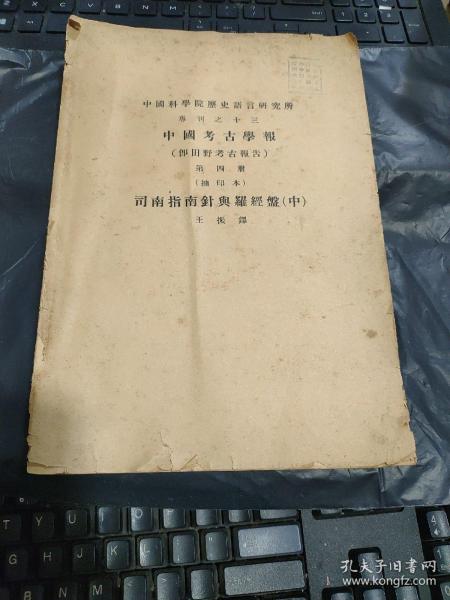 中國科學院歷史語言研究所
專刊之十三
中國考古學報
(卽田野考古報告)
第四册
(抽印本)
司南指南針與羅經盤(中)
王振鐸
孔夫子旧书网
www.kongfz.com